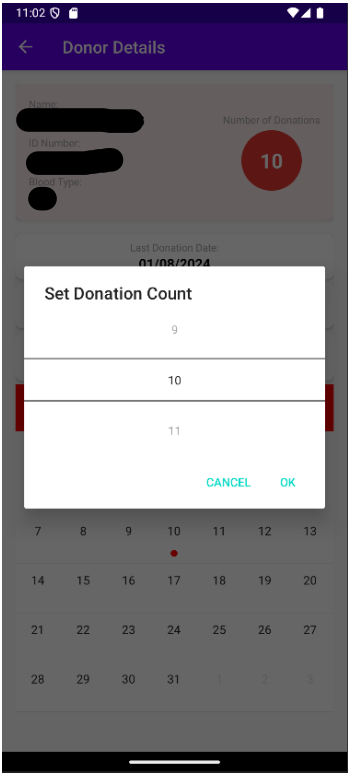 11:02
Donor Details
Name:
Number of Donations
ID Number:
10
Blood Type:
Last Donation Date:
01/08/2024
Set Donation Count
9
10
11
CANCEL OK
7 8 9 10 11 12 13
14 15 16 17 18 19 20
21 22 23 24 25 26 27
28 29 30 31 1 2 3